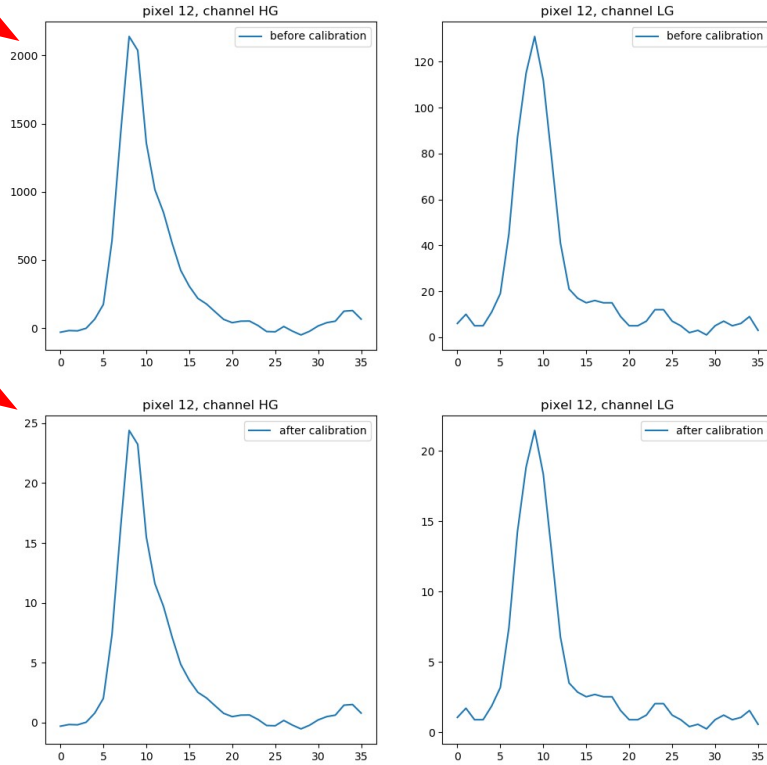 pixel 12, channel HG
before calibration
2000
1500
1000
500
0
0 5 10 15 20 25 30 35
pixel 12, channel LG
before calibration
120
100
80
60
40
20
0
0 5 10 15 20 25 30 35
pixel 12, channel HG
after calibration
25
20
15
10
5
0
0 5 10 15 20 25 30 35
pixel 12, channel LG
after calibration
20
15
10
5
0
0 5 10 15 20 25 30 35